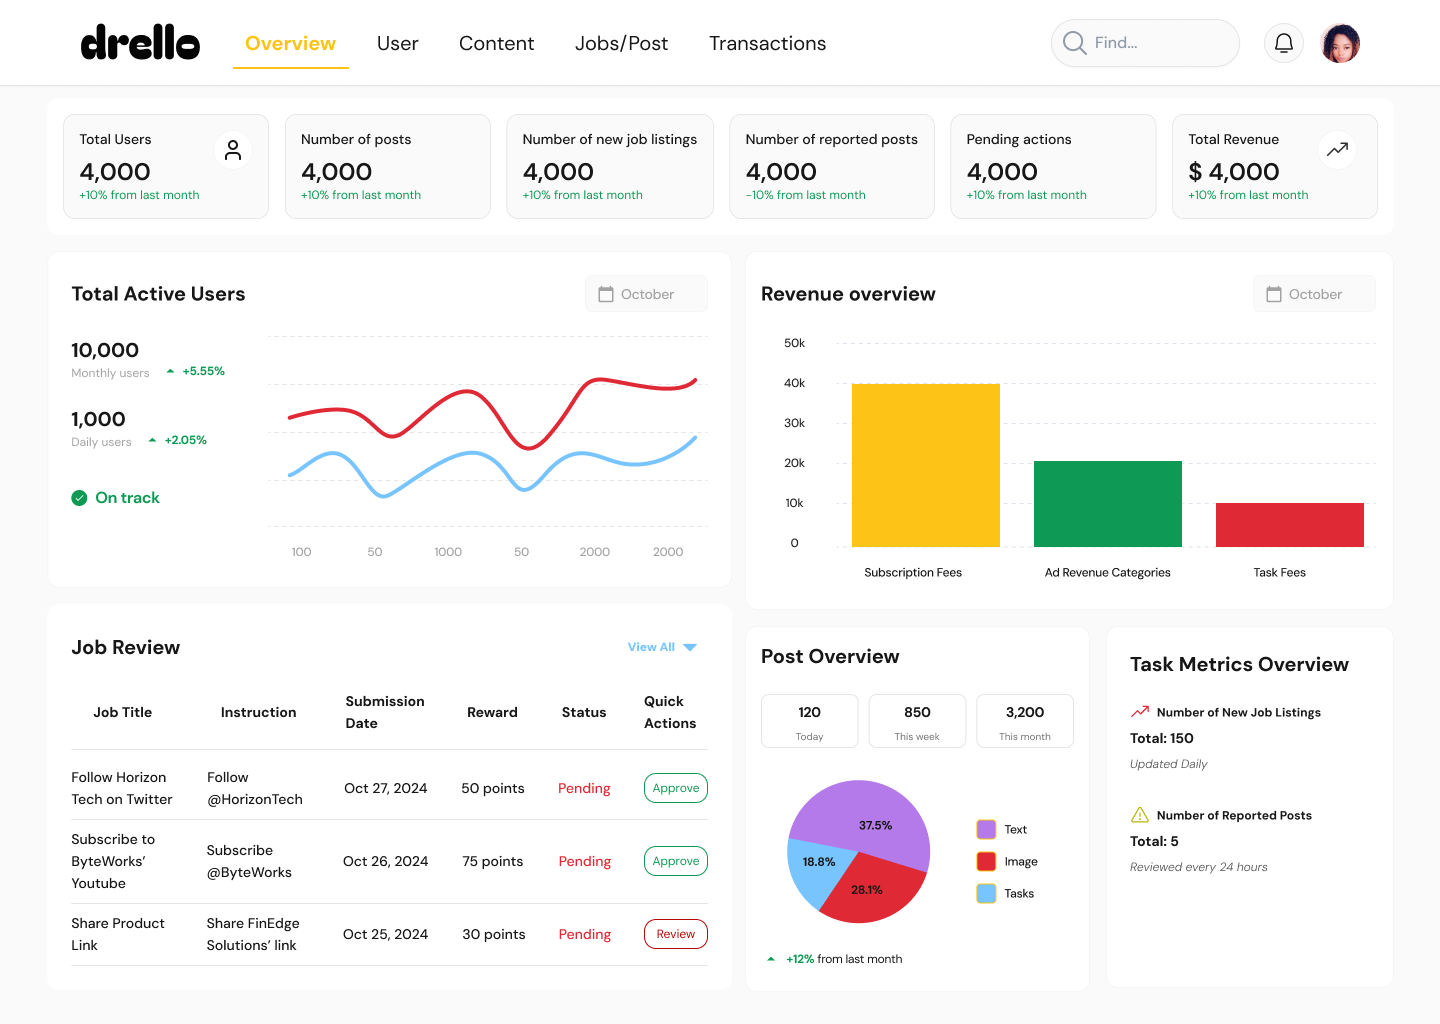 drello
Overview
User
Content
Jobs/Post
Transactions
Find...
Total Users
4,000
+10% from last month
Number of posts
4,000
+10% from last month
Number of new job listings
4,000
+10% from last month
Number of reported posts
4,000
-10% from last month
Pending actions
4,000
+10% from last month
Total Revenue
$ 4,000
+10% from last month
Total Active Users
October
10,000
Monthly users
+5.55%
1,000
Daily users
+2.05%
On track
100
50
1000
50
2000
2000
Revenue overview
October
50k
40k
30k
20k
10k
0
Subscription Fees
Ad Revenue Categories
Task Fees
Job Review
View All
Job Title
Instruction
Submission
Date
Reward
Status
Quick
Actions
Follow Horizon
Tech on Twitter
Follow
@HorizonTech
Oct 27, 2024
50 points
Pending
Approve
Subscribe to
ByteWorks’
Youtube
Subscribe
@ByteWorks
Oct 26, 2024
75 points
Pending
Approve
Share Product
Link
Share FinEdge
Solutions’ link
Oct 25, 2024
30 points
Pending
Review
Post Overview
120
Today
850
This week
3,200
This month
37.5%
18.8%
28.1%
Text
Image
Tasks
+12% from last month
Task Metrics Overview
Number of New Job Listings
Total: 150
Updated Daily
Number of Reported Posts
Total: 5
Reviewed every 24 hours